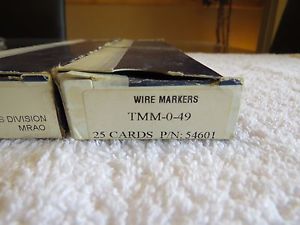 WIRE MARKERS
TMM-0-49
25 CARDS P/N: 54601
S DIVISION
MRAO